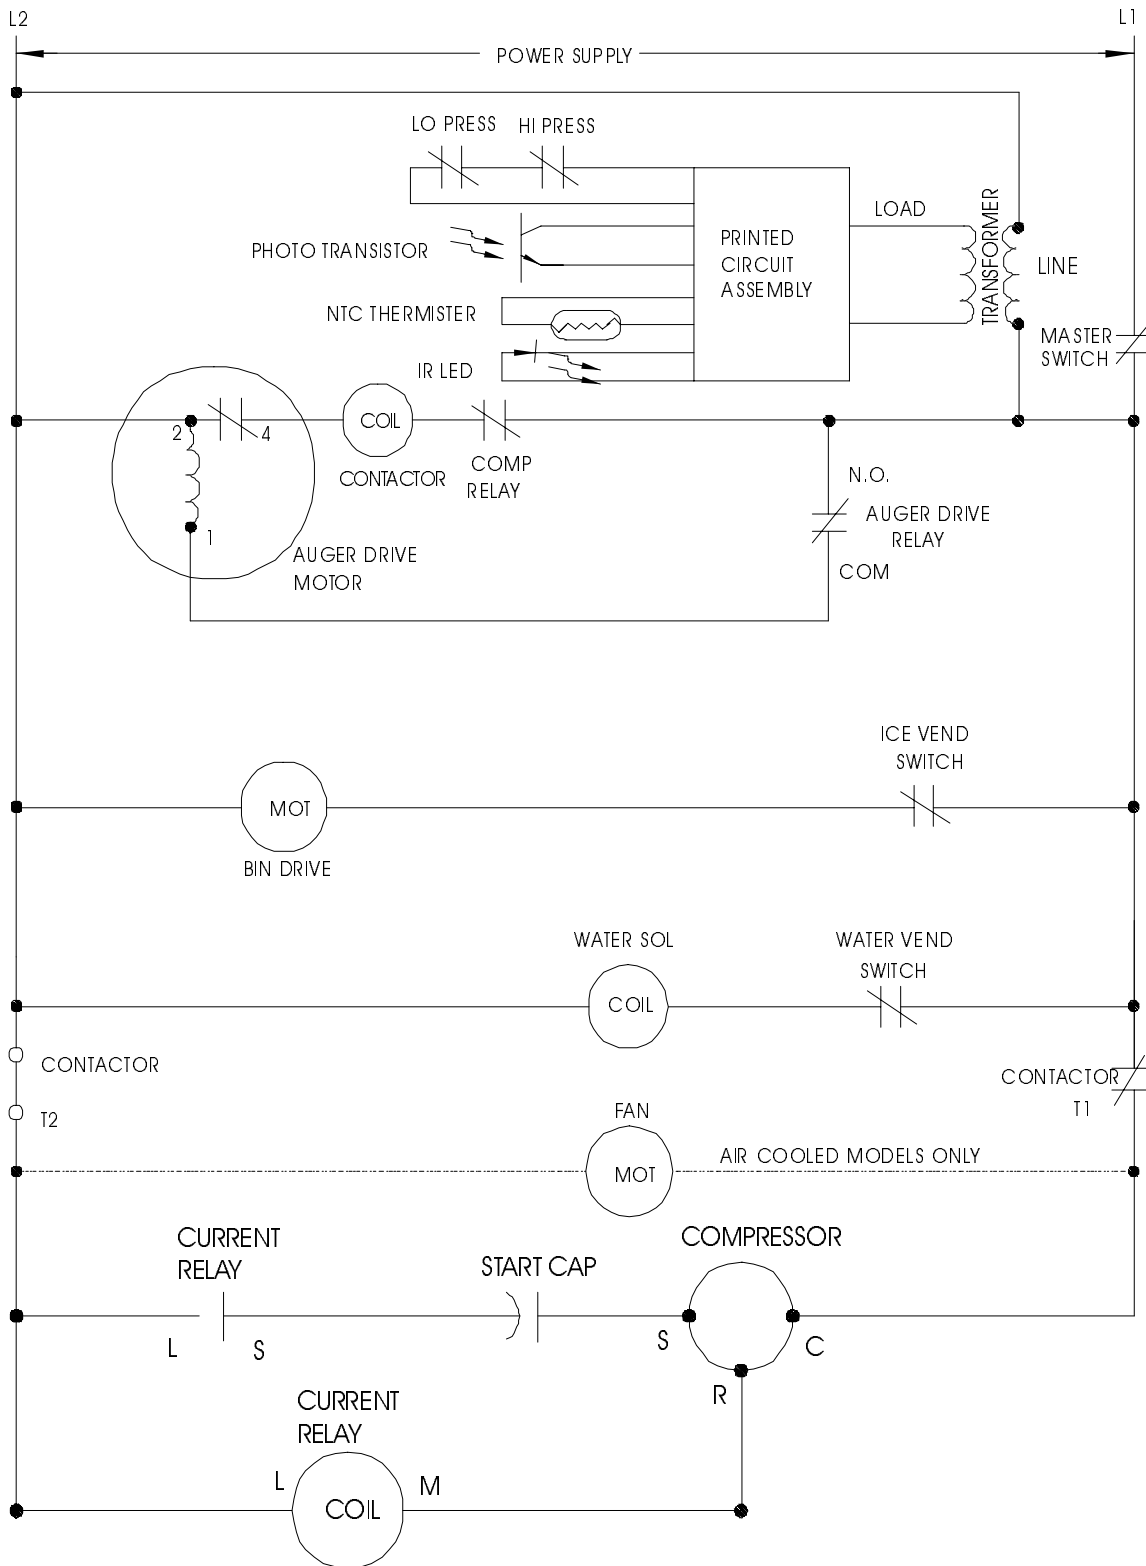 L2
L1
POWER SUPPLY
LO PRESS
HI PRESS
PHOTO TRANSISTOR
NTC THERMISTER
IR LED
PRINTED
CIRCUIT
ASSEMBLY
LOAD
TRANSFORMER
LINE
MASTER
SWITCH
2
4
1
COIL
CONTACTOR
COMP
RELAY
N.O.
AUGER DRIVE
RELAY
COM
AUGER DRIVE
MOTOR
ICE VEND
SWITCH
MOT
BIN DRIVE
WATER SOL
WATER VEND
SWITCH
COIL
CONTACTOR
T2
CONTACTOR
T1
FAN
MOT
AIR COOLED MODELS ONLY
CURRENT
RELAY
START CAP
COMPRESSOR
L
S
S
C
R
CURRENT
RELAY
L
M
COIL